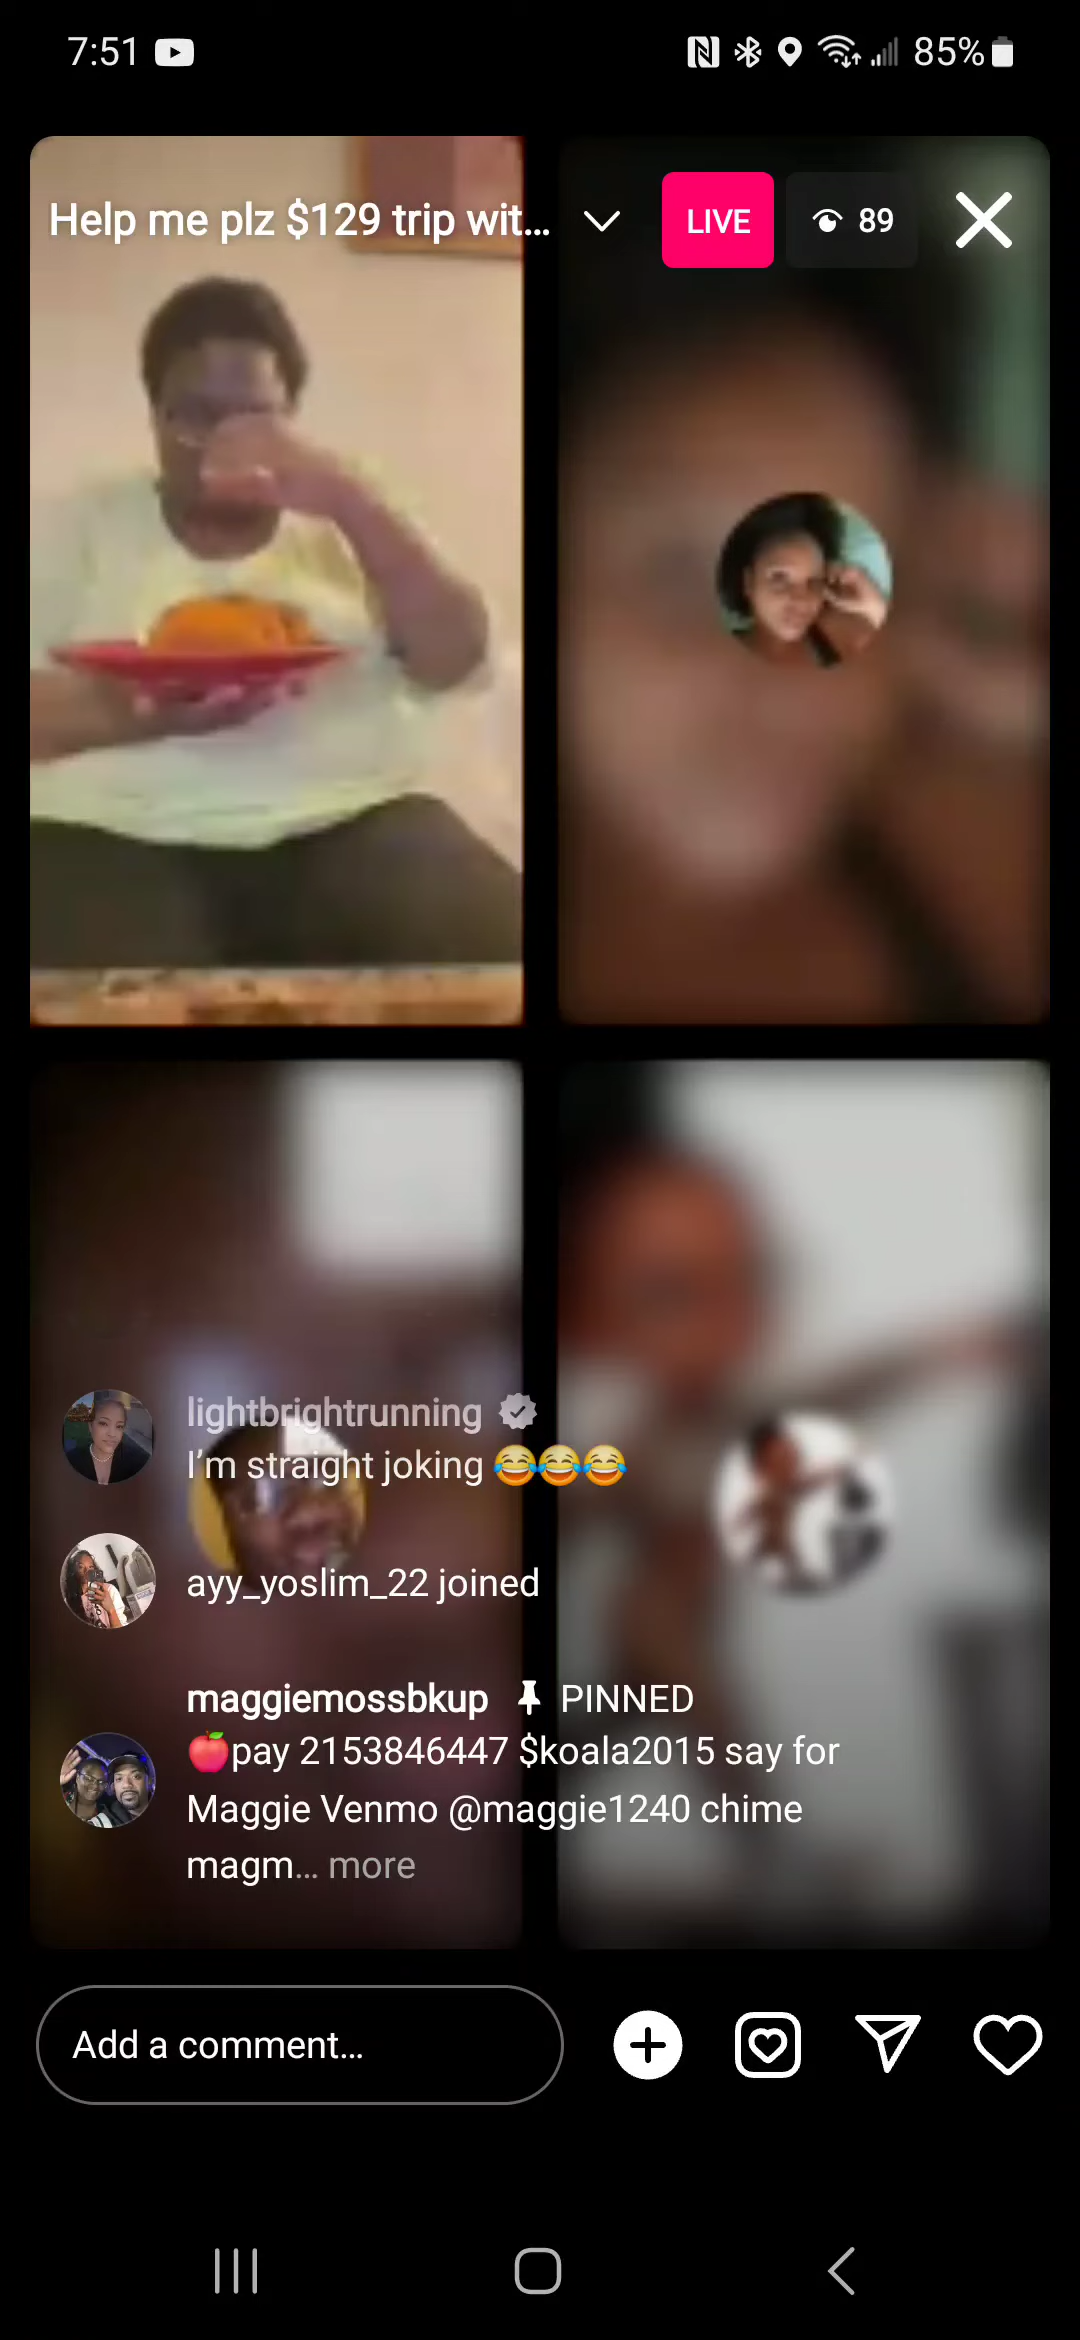 7:51
85%
Help me plz $129 trip wit...
LIVE
89
lightbrightrunning
I'm straight joking 😂😂😂
ayy_yoslim_22 joined
maggiemossbkup PINNED
🍎pay 2153846447 $koala2015 say for
Maggie Venmo @maggie1240 chime
magm... more
Add a comment...